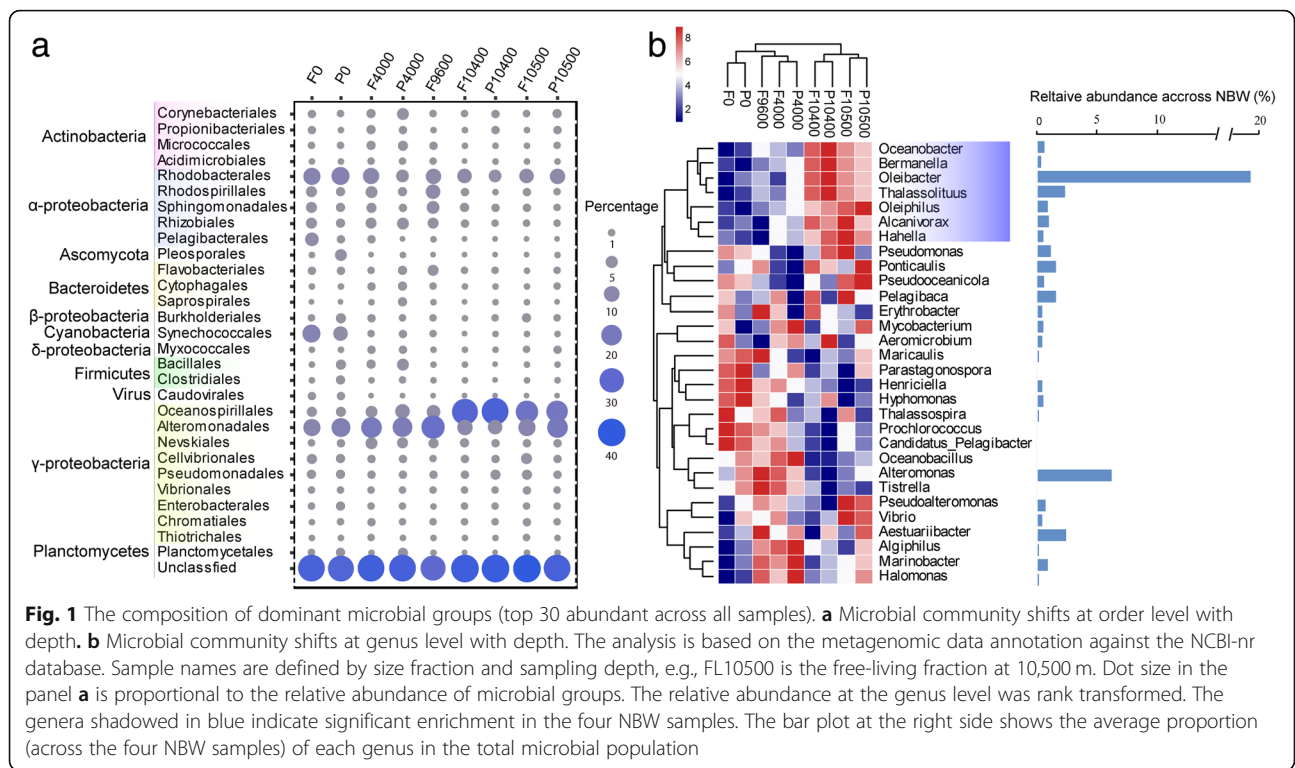 a
F0 P0 F4000 P4000 F9600 F10400 P10400 F10500 P10500
Actinobacteria
α-proteobacteria
Ascomycota
Bacteroidetes
β-proteobacteria
Cyanobacteria
δ-proteobacteria
Firmicutes
Virus
γ-proteobacteria
Planctomycetes
Corynebacteriales
Propionibacteriales
Micrococcales
Acidimicrobiales
Rhodobacterales
Rhodospirillales
Sphingomonadales
Rhizobiales
Pelagibacterales
Pleosporales
Flavobacteriales
Cytophagales
Saprospirales
Burkholderiales
Synechococcales
Myxococcales
Bacillales
Clostridiales
Caudovirales
Oceanospirillales
Alteromonadales
Nevskiales
Cellvibrionales
Pseudomonadales
Vibrionales
Enterobacterales
Chromatiales
Thiotrichales
Planctomycetales
Unclassfied
Percentage
1
5
10
20
30
40
b
8
6
4
2
F0 P0 F9600 F4000 P4000 F10400 P10400 F10500 P10500
Oceanobacter
Bermanella
Oleibacter
Thalassolituus
Oleiphilus
Alcanivorax
Hahella
Pseudomonas
Ponticaulis
Pseudooceanicola
Pelagibaca
Erythrobacter
Mycobacterium
Aeromicrobium
Maricaulis
Parastagonospora
Henriciella
Hyphomonas
Thalassospira
Prochlorococcus
Candidatus_Pelagibacter
Oceanobacillus
Alteromonas
Tistrella
Pseudoalteromonas
Vibrio
Aestuariibacter
Algiphilus
Marinobacter
Halomonas
Reltaive abundance accross NBW (%)
0 5 10 20
Fig. 1 The composition of dominant microbial groups (top 30 abundant across all samples). a Microbial community shifts at order level with
depth. b Microbial community shifts at genus level with depth. The analysis is based on the metagenomic data annotation against the NCBI-nr
database. Sample names are defined by size fraction and sampling depth, e.g., FL10500 is the free-living fraction at 10,500 m. Dot size in the
panel a is proportional to the relative abundance of microbial groups. The relative abundance at the genus level was rank transformed. The
genera shadowed in blue indicate significant enrichment in the four NBW samples. The bar plot at the right side shows the average proportion
(across the four NBW samples) of each genus in the total microbial population